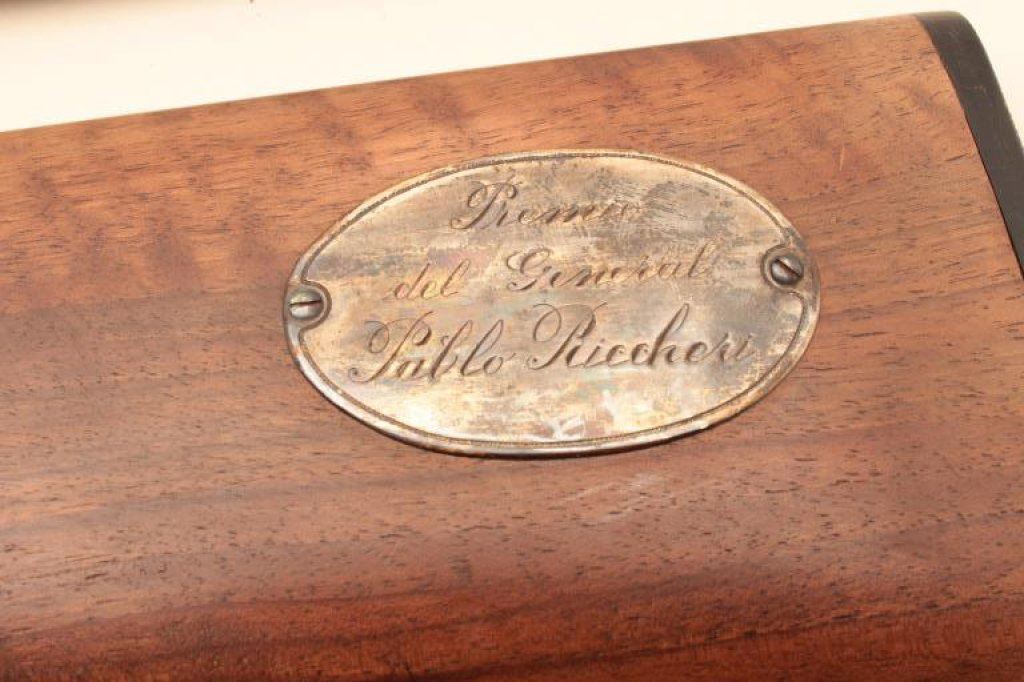 Premio
del General
Pablo Riccheri